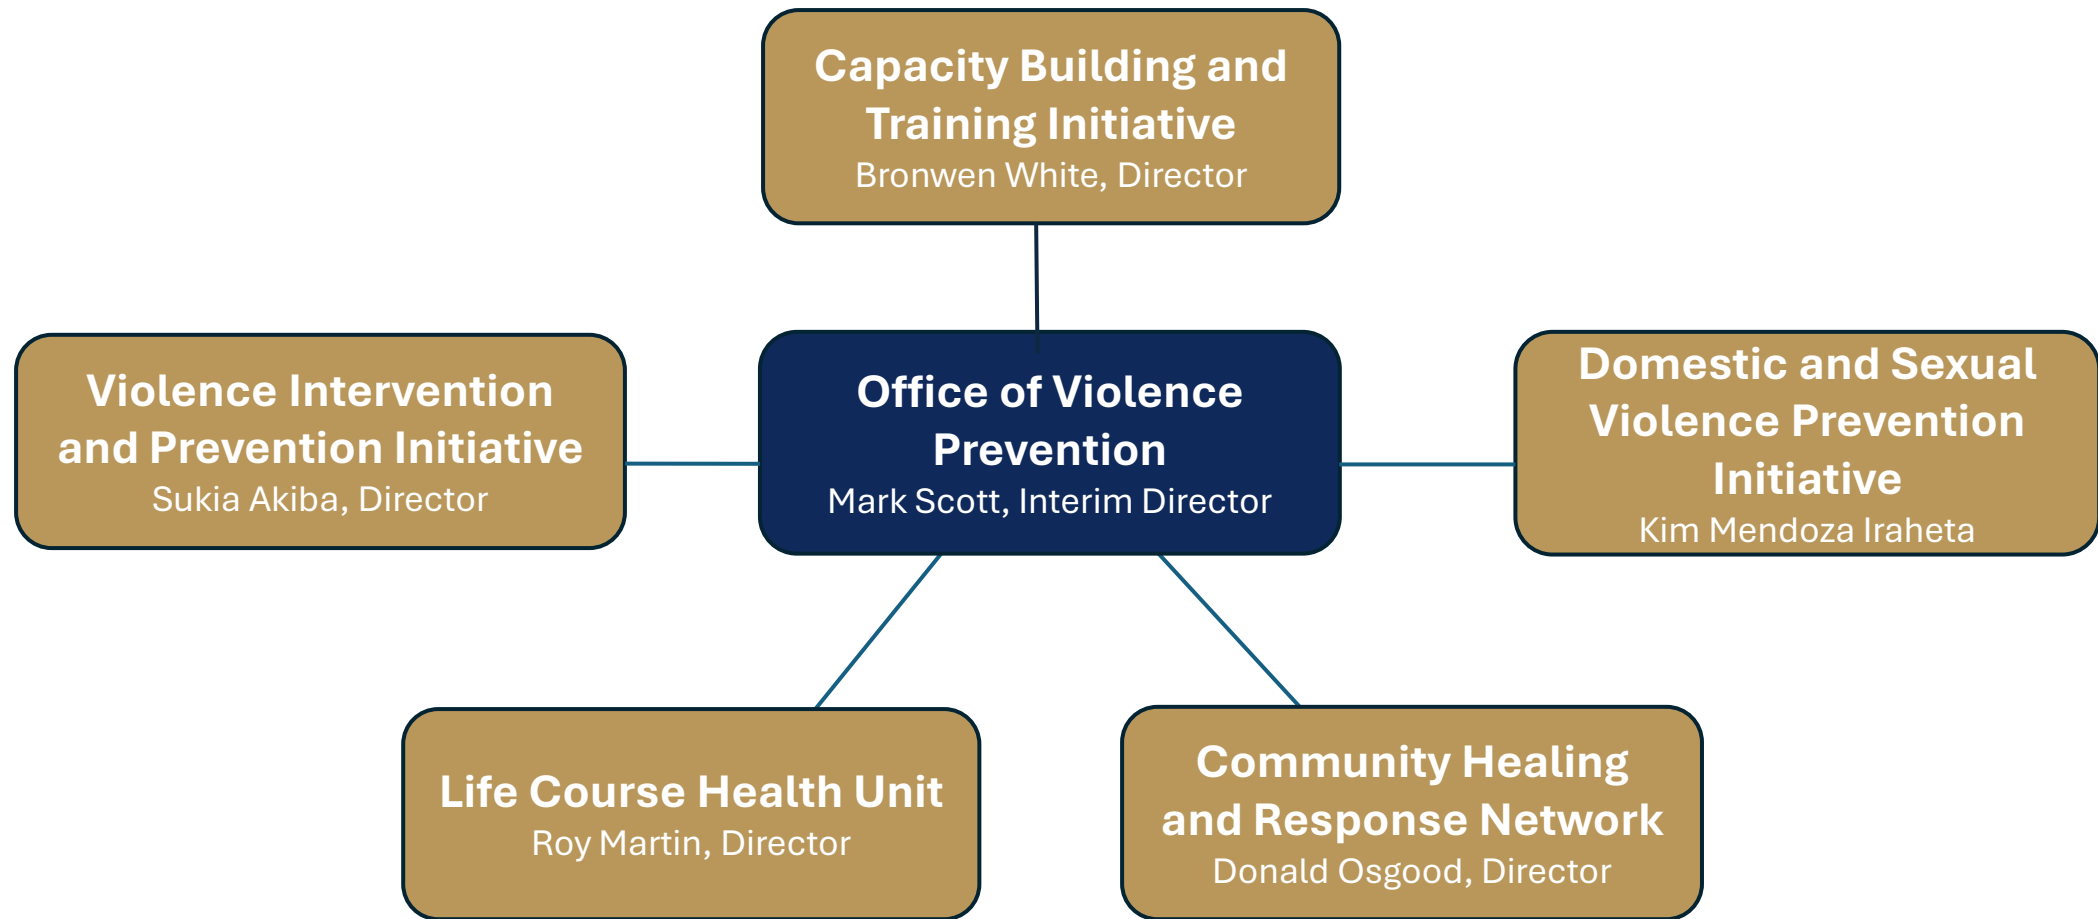 Capacity Building and
Training Initiative
Bronwen White, Director
Violence Intervention
and Prevention Initiative
Sukia Akiba, Director
Office of Violence
Prevention
Mark Scott, Interim Director
Domestic and Sexual
Violence Prevention
Initiative
Kim Mendoza Iraheta
Life Course Health Unit
Roy Martin, Director
Community Healing
and Response Network
Donald Osgood, Director